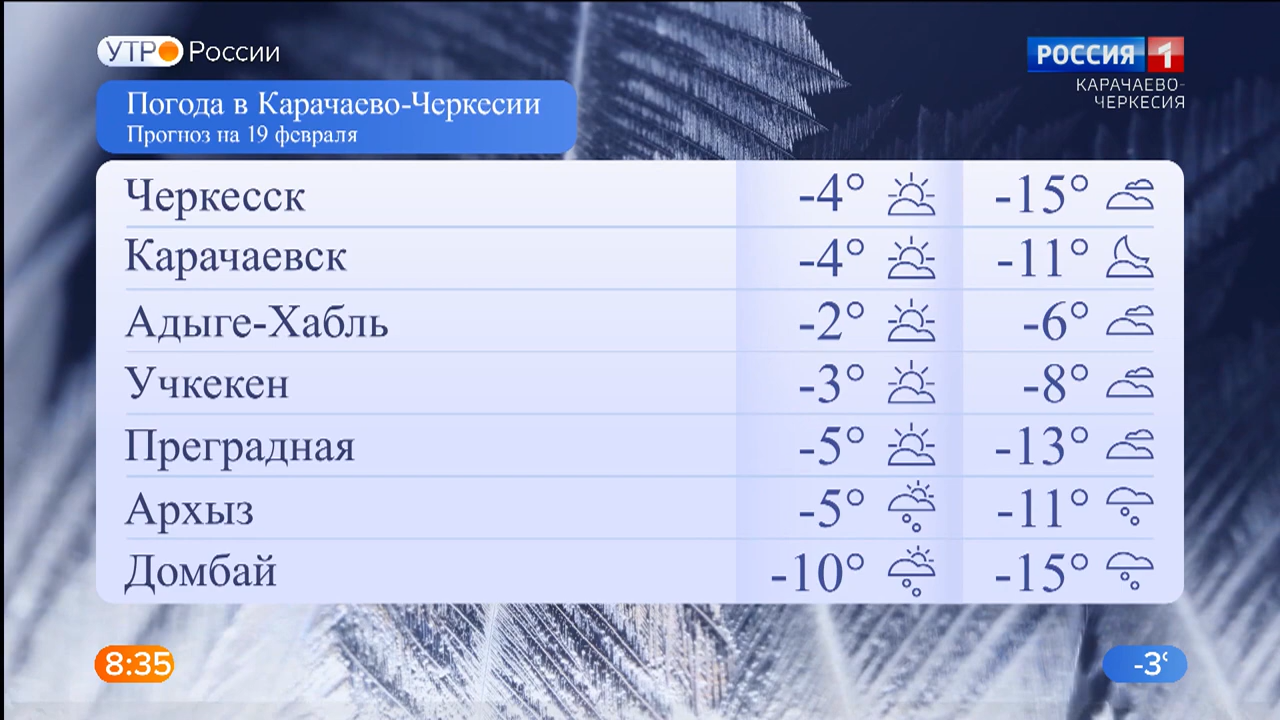 УТРО России
РОССИЯ 1
КАРАЧАЕВО-
ЧЕРКЕСИЯ
Погода в Карачаево-Черкесии
Прогноз на 19 февраля
Черкесск -4° -15°
Карачаевск -4° -11°
Адыге-Хабль -2° -6°
Учкекен -3° -8°
Преградная -5° -13°
Архыз -5° -11°
Домбай -10° -15°
8:35 -3°